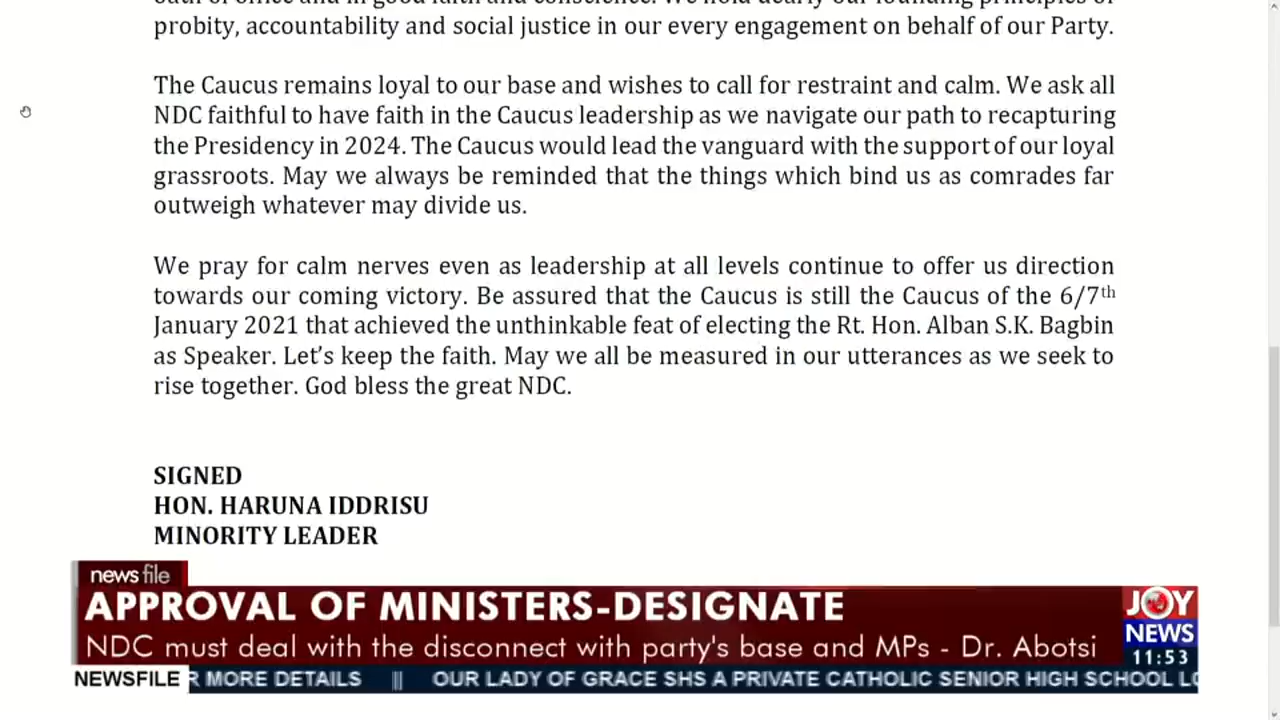 probity, accountability and social justice in our every engagement on behalf of our Party.
The Caucus remains loyal to our base and wishes to call for restraint and calm. We ask all
NDC faithful to have faith in the Caucus leadership as we navigate our path to recapturing
the Presidency in 2024. The Caucus would lead the vanguard with the support of our loyal
grassroots. May we always be reminded that the things which bind us as comrades far
outweigh whatever may divide us.
We pray for calm nerves even as leadership at all levels continue to offer us direction
towards our coming victory. Be assured that the Caucus is still the Caucus of the 6/7th
January 2021 that achieved the unthinkable feat of electing the Rt. Hon. Alban S.K. Bagbin
as Speaker. Let’s keep the faith. May we all be measured in our utterances as we seek to
rise together. God bless the great NDC.
SIGNED
HON. HARUNA IDDRISU
MINORITY LEADER
news file
APPROVAL OF MINISTERS-DESIGNATE
NDC must deal with the disconnect with party's base and MPs - Dr. Abotsi
JOY
NEWS
11:53
NEWSFILE
R MORE DETAILS || OUR LADY OF GRACE SHS A PRIVATE CATHOLIC SENIOR HIGH SCHOOL